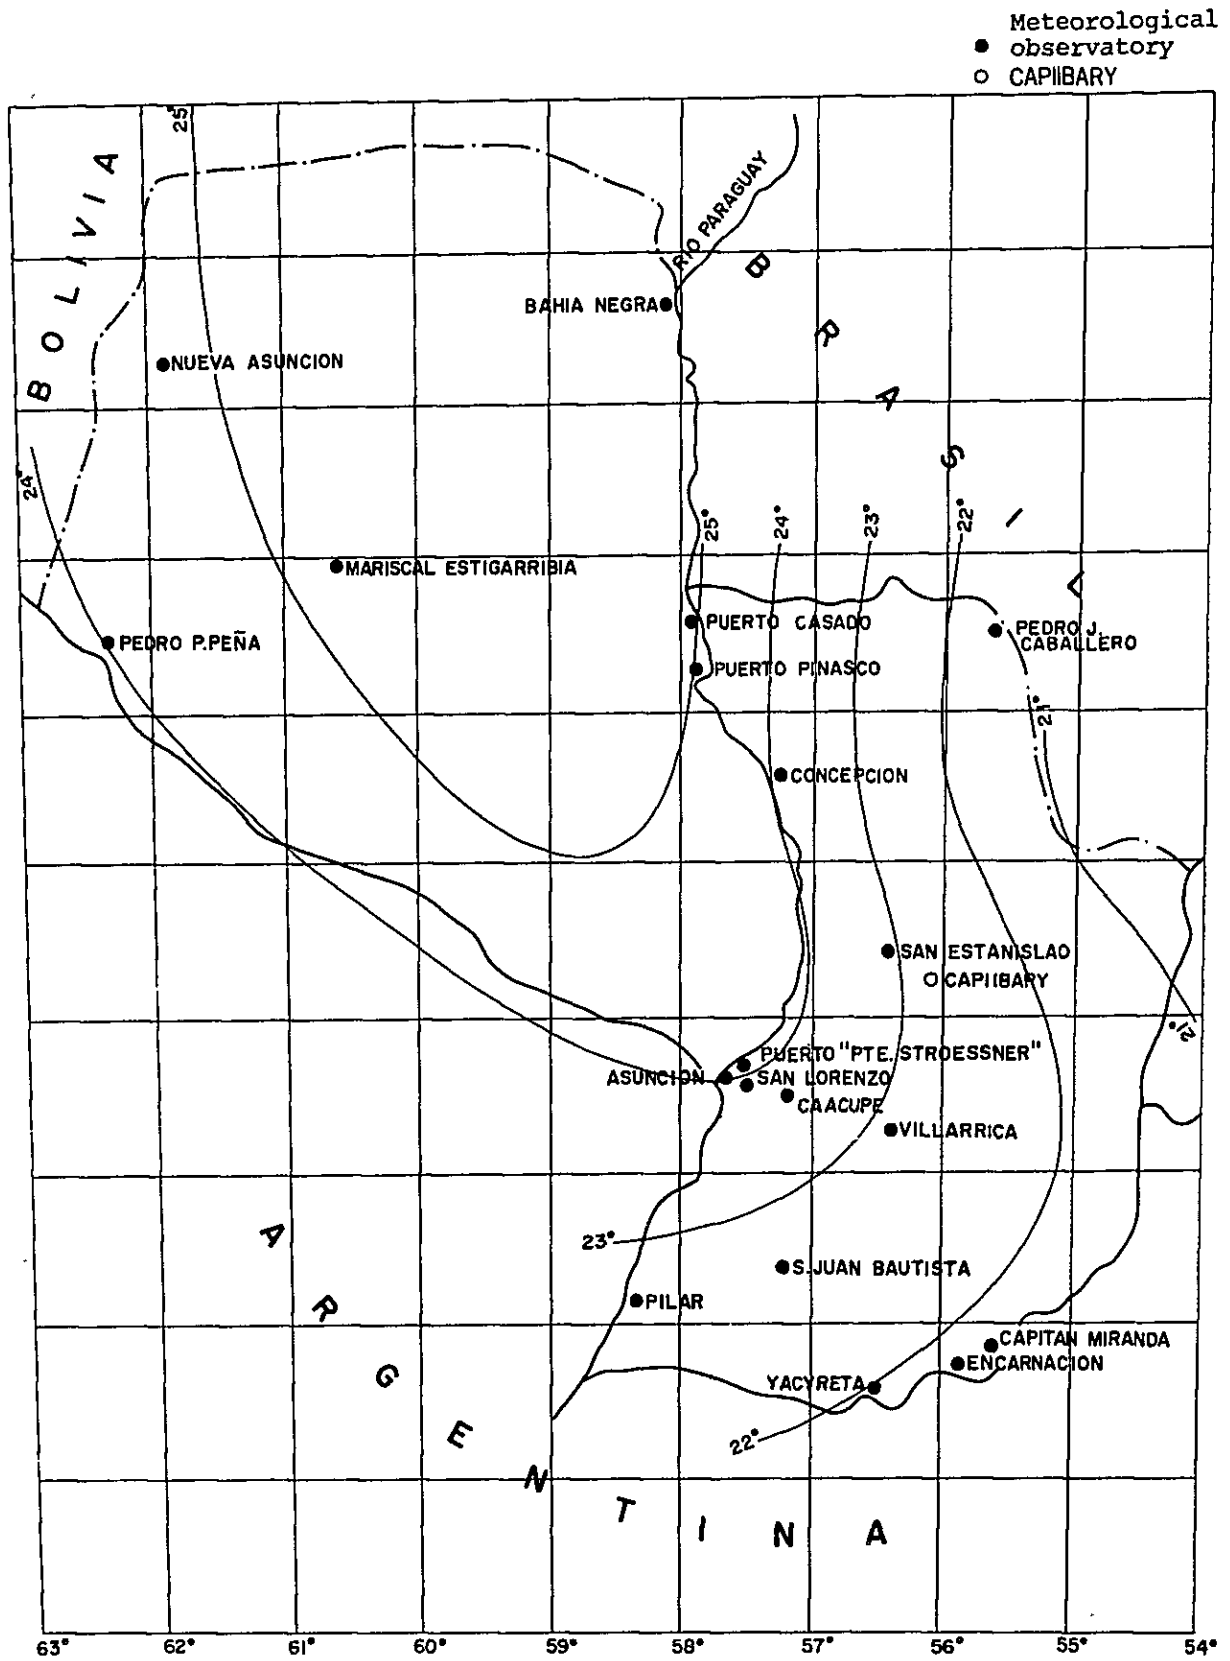 Meteorological
● observatory
○ CAPIIBARY
25°
BOLIVIA
RIO PARAGUAY
BRASIL
BAHIA NEGRA
NUEVA ASUNCION
24°
25°
24°
23°
22°
MARISCAL ESTIGARRIBIA
PUERTO CASADO
PEDRO J.
CABALLERO
PEDRO P.PEÑA
PUERTO PINASCO
21°
CONCEPCION
SAN ESTANISLAO
CAPIIBARY
21°
PUERTO "PTE. STROESSNER"
ASUNCION
SAN LORENZO
CAACUPE
VILLARRICA
23°
ARGENTINA
S.JUAN BAUTISTA
PILAR
CAPITAN MIRANDA
ENCARNACION
YACYRETA
22°
63° 62° 61° 60° 59° 58° 57° 56° 55° 54°